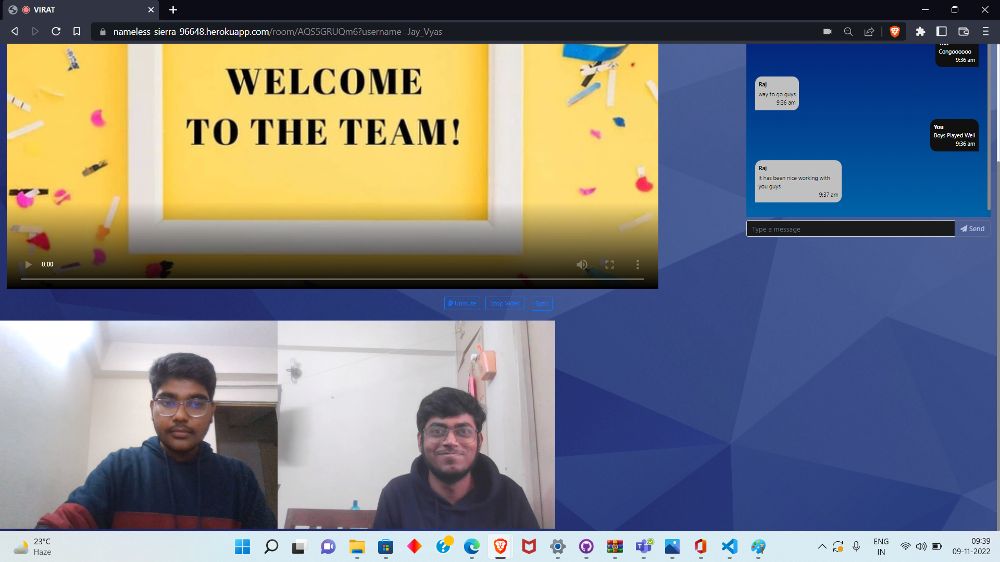 VIRAT
nameless-sierra-96648.herokuapp.com/room/AQS5GRUQm6?username=Jay_Vyas
WELCOME
TO THE TEAM!
0:00
You
Congoooooo
9:36 am
Raj
way to go guys
9:36 am
You
Boys Played Well
9:36 am
Raj
it has been nice working with
you guys
9:37 am
Type a message
Send
Unmute
Stop Video
Sync
23°C
Haze
ENG
IN
09:39
09-11-2022